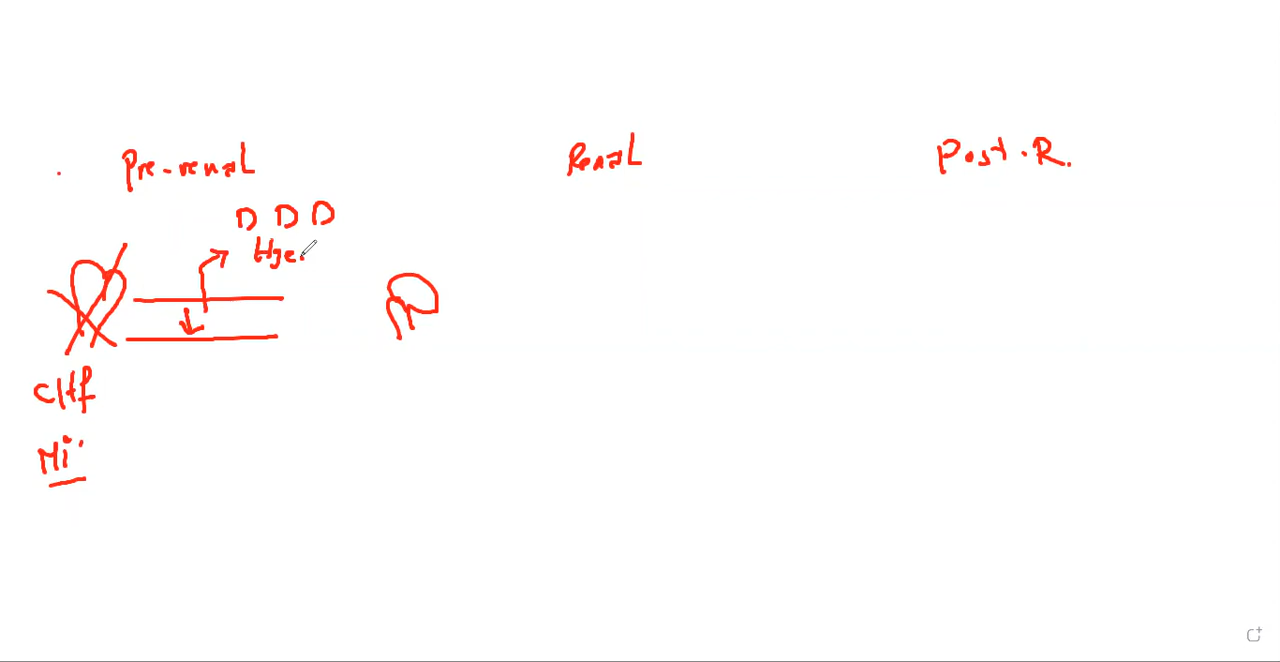 Pre-renal
Renal
Post.R.
D D D
Hge.
CHf
Mi